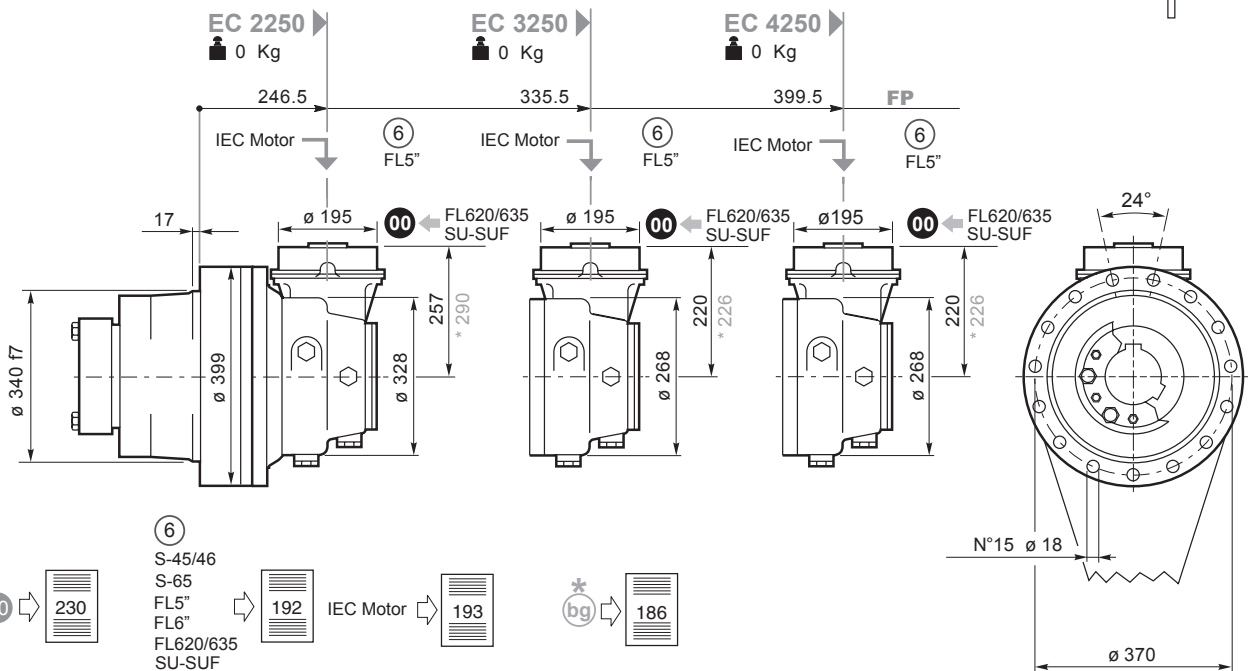 EC 2250 EC 3250 EC 4250
0 Kg 0 Kg 0 Kg
246.5 335.5 399.5 FP
IEC Motor 6 IEC Motor 6 IEC Motor 6
FL5” FL5” FL5”
24°
17 ø 195 00 FL620/635 ø 195 00 FL620/635 ø195 00 FL620/635
SU-SUF SU-SUF SU-SUF
ø 340 f7
ø 399
ø 328
257
* 290
ø 268
220
* 226
ø 268
220
* 226
N°15 ø 18
ø 370
230
6
S-45/46
S-65
FL5”
FL6”
FL620/635
SU-SUF
192
IEC Motor 193
*
bg 186